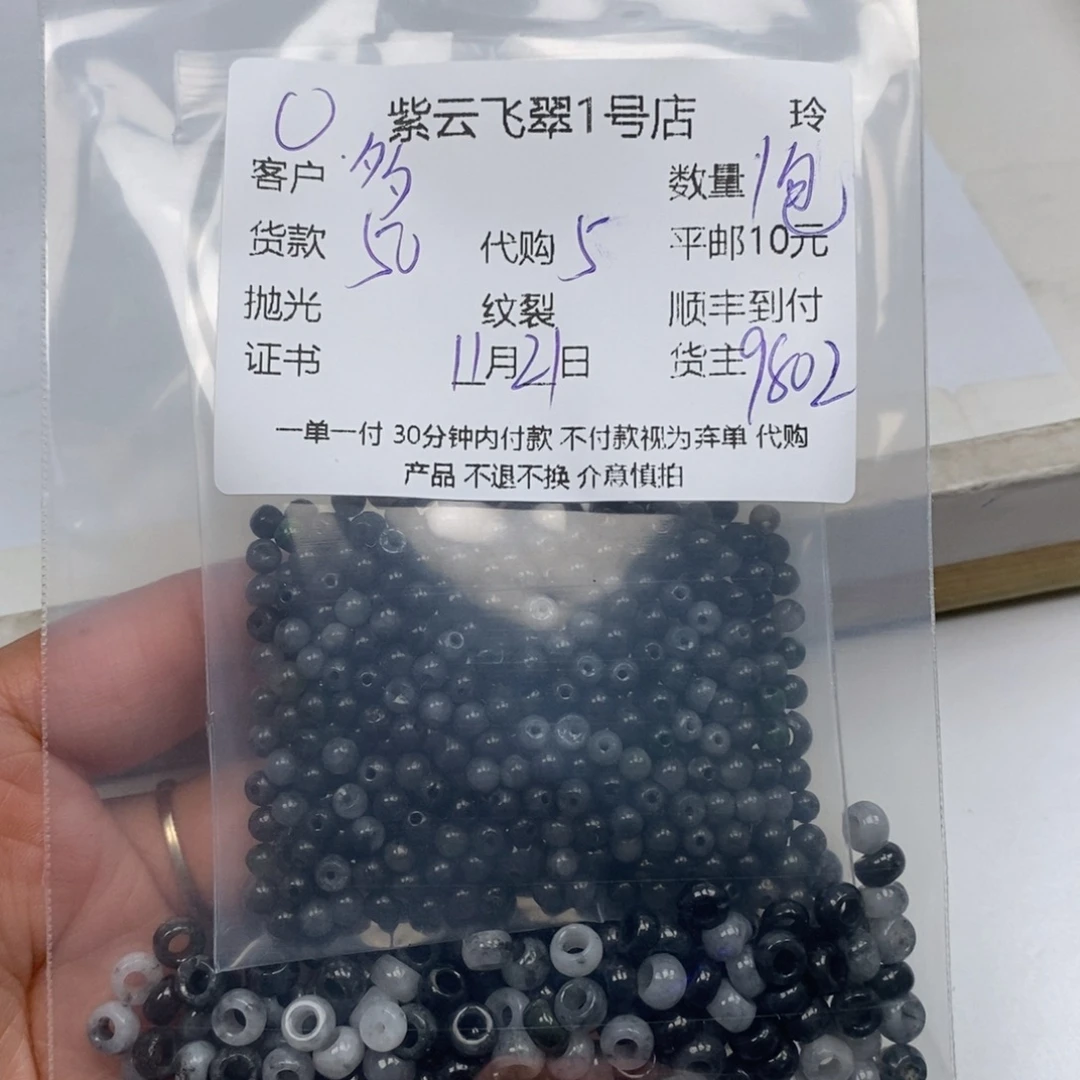 紫云飞翠1号店 玲
客户 多 数量 1包
货款 50 代购 5 平邮10元
抛光 纹裂 顺丰到付
证书 11月21日 货主9802
一单一付 30分钟内付款 不付款视为弃单 代购
产品 不退不换 介意慎拍